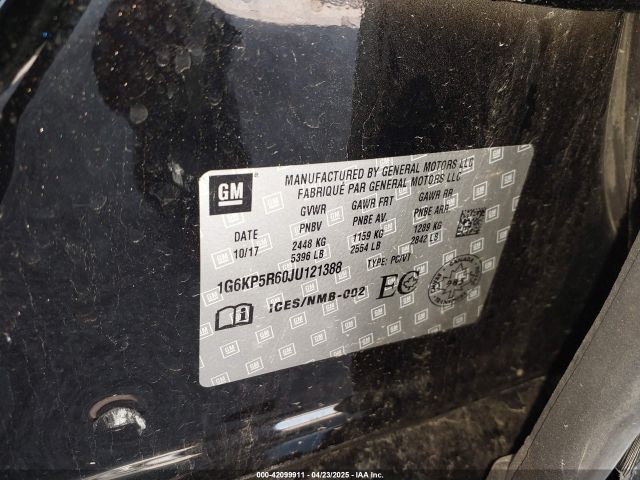 GM
MANUFACTURED BY GENERAL MOTORS LLC
FABRIQUÉ PAR GENERAL MOTORS LLC
DATE
10/17
GVWR
PNBV
2448 KG
5396 LB
GAWR FRT
PNBE AV.
1159 KG
2554 LB
GAWR RR
PNBE ARR.
1289 KG
2842 LB
1G6KP5R60JU121388
TYPE: PC/VT
ICES/NMB-002
EC
CANADA
000-42099911 - 04/23/2025 - IAA Inc.